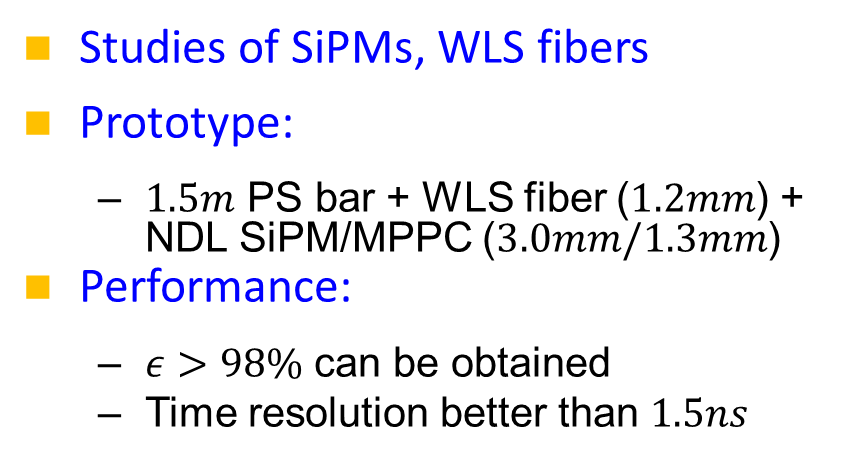 Studies of SiPMs, WLS fibers
Prototype:
– 1.5m PS bar + WLS fiber (1.2mm) +
NDL SiPM/MPPC (3.0mm/1.3mm)
Performance:
– ϵ > 98% can be obtained
– Time resolution better than 1.5ns